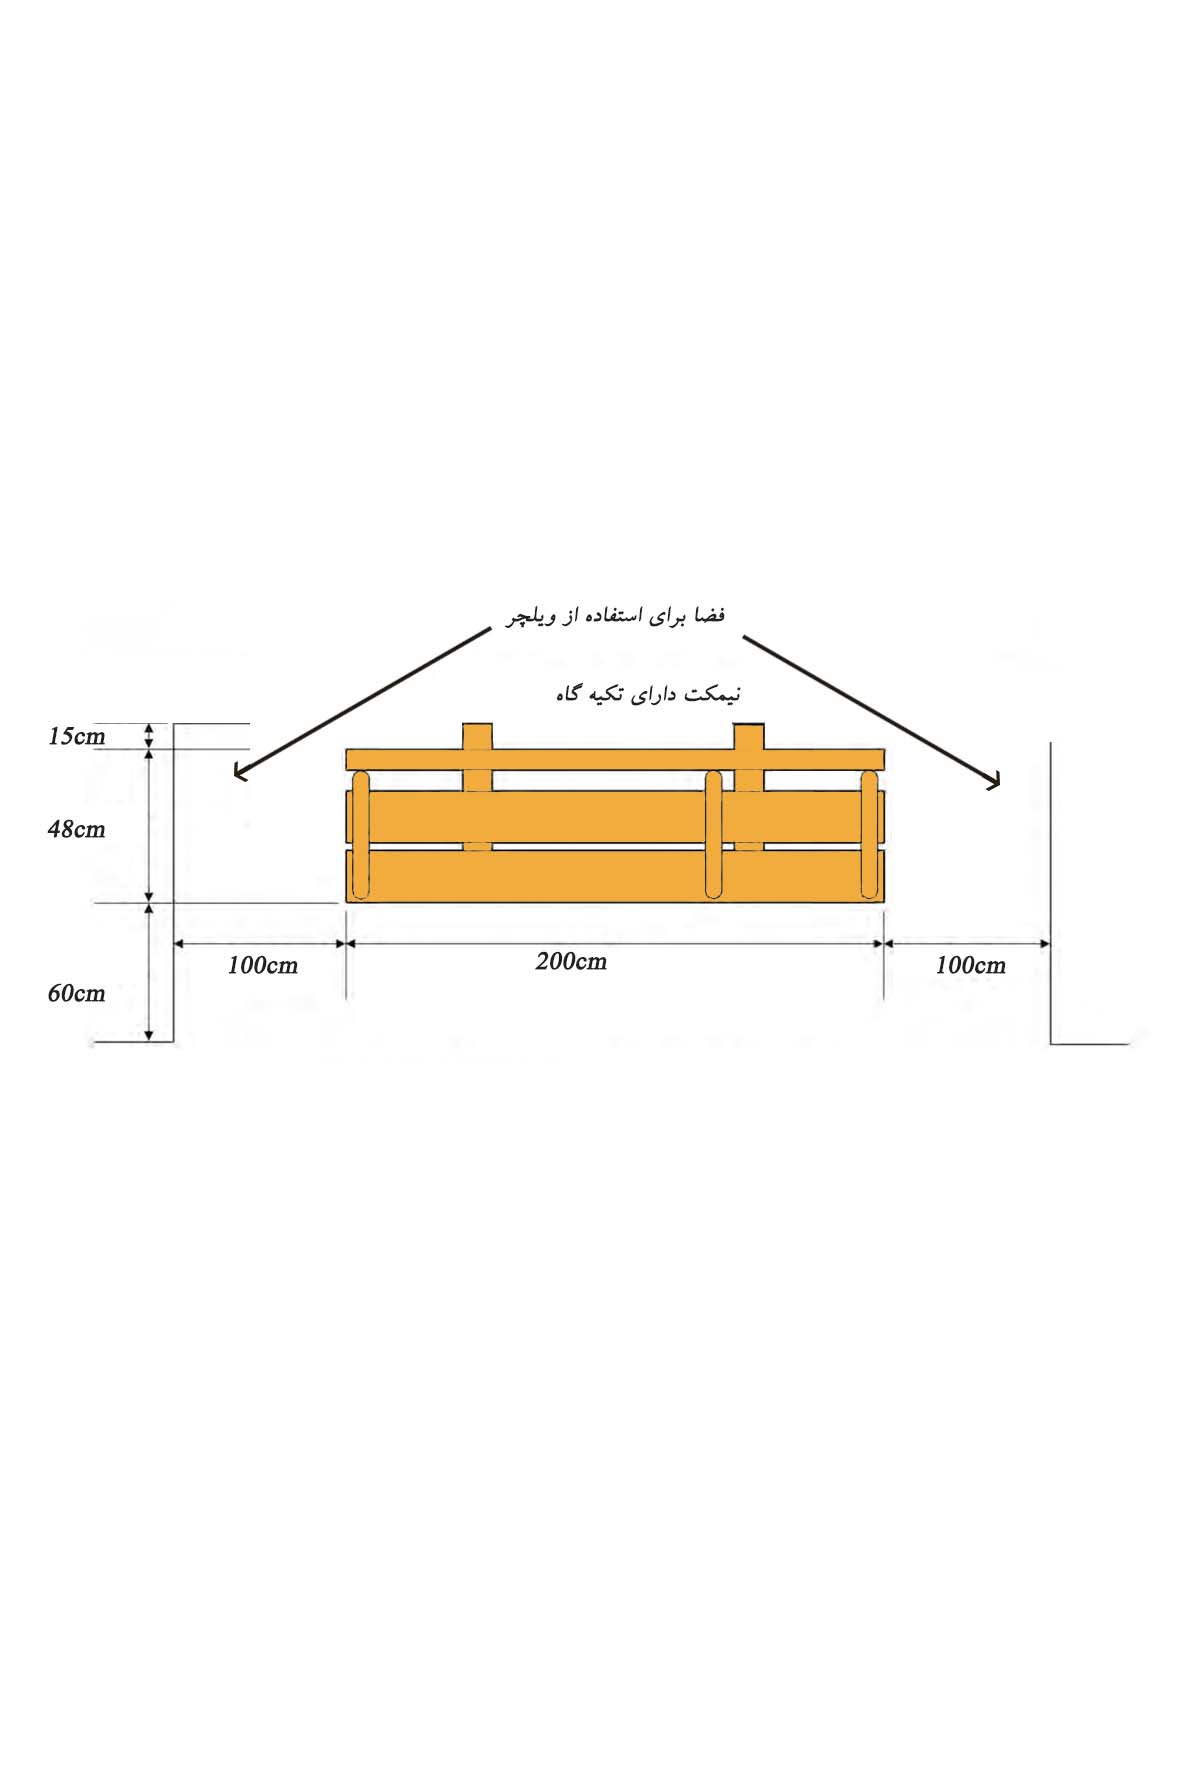 فضا برای استفاده از ویلچر
نیمکت دارای تکیه گاه
15cm
48cm
60cm
100cm
200cm
100cm